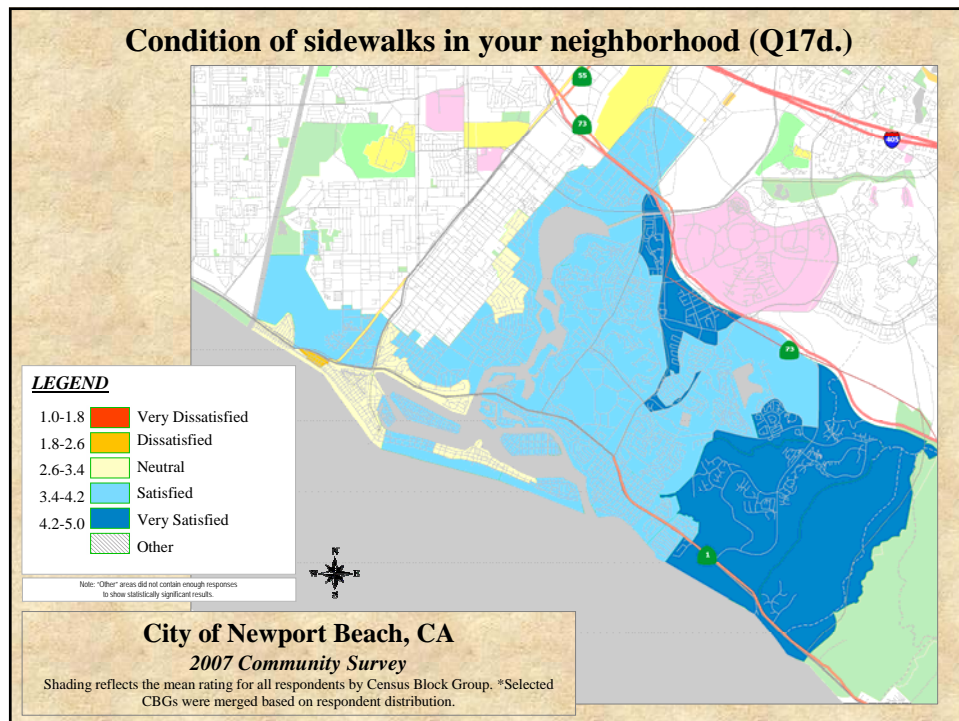 Condition of sidewalks in your neighborhood (Q17d.)
55
73
405
73
1
LEGEND
1.0-1.8 Very Dissatisfied
1.8-2.6 Dissatisfied
2.6-3.4 Neutral
3.4-4.2 Satisfied
4.2-5.0 Very Satisfied
Other
Note: "Other" areas did not contain enough responses
to show statistically significant results.
N
W E
S
City of Newport Beach, CA
2007 Community Survey
Shading reflects the mean rating for all respondents by Census Block Group. *Selected
CBGs were merged based on respondent distribution.